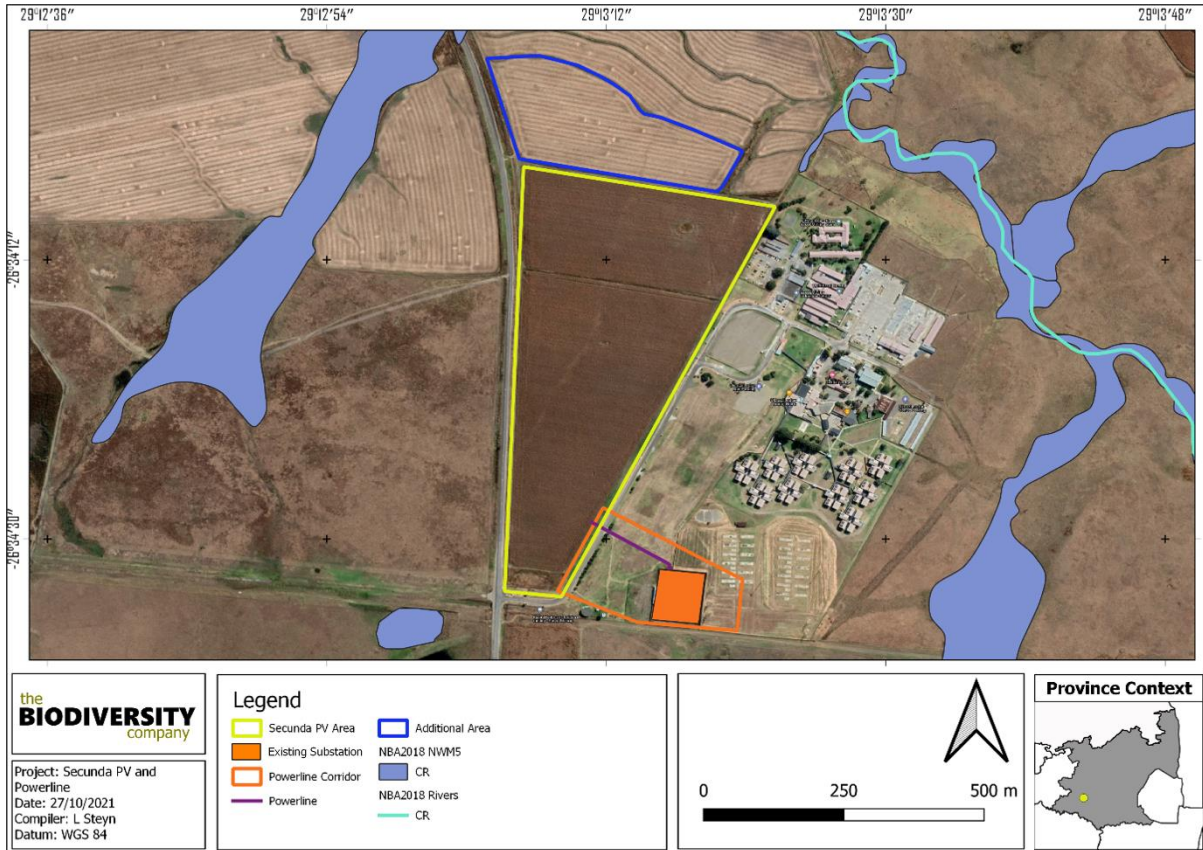 29°12'36" 29°12'54" 29°13'12" 29°13'30" 29°13'48"
-26°34'12"
-26°34'30"
the
BIODIVERSITY
company
Project: Secunda PV and
Powerline
Date: 27/10/2021
Compiler: L Steyn
Datum: WGS 84
Legend
Secunda PV Area
Existing Substation
Powerline Corridor
Powerline
Additional Area
NBA2018 NWM5
CR
NBA2018 Rivers
CR
0 250 500 m
Province Context